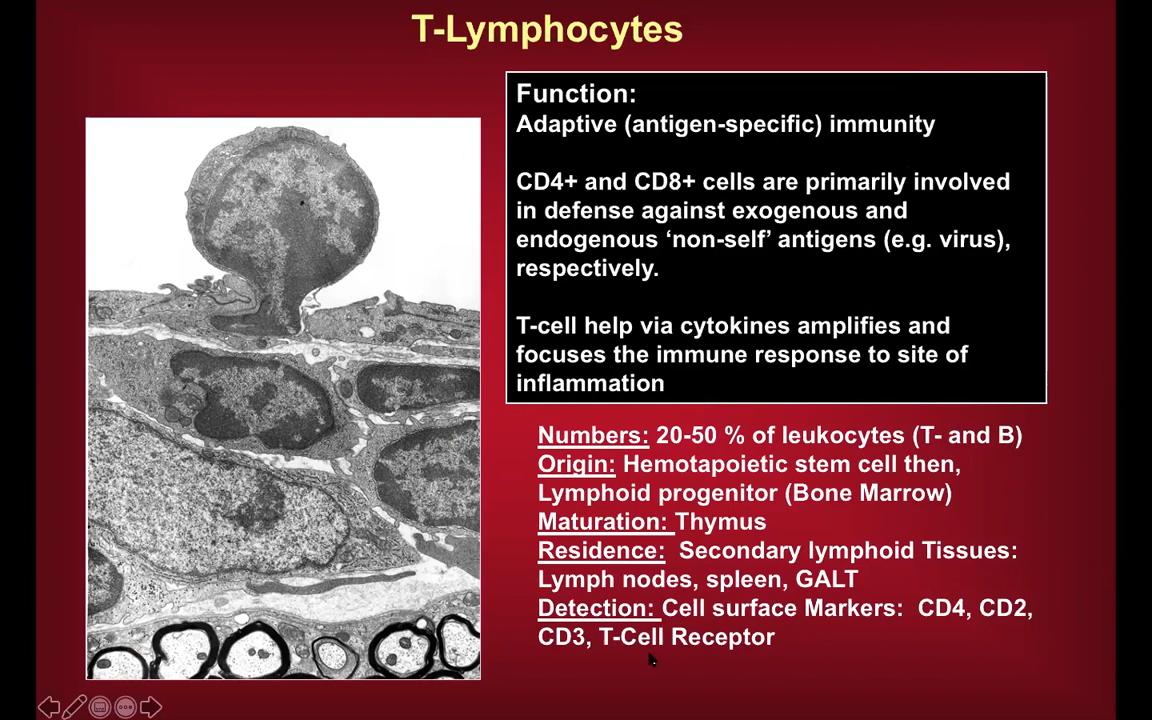 T-Lymphocytes
Function:
Adaptive (antigen-specific) immunity
CD4+ and CD8+ cells are primarily involved
in defense against exogenous and
endogenous ‘non-self’ antigens (e.g. virus),
respectively.
T-cell help via cytokines amplifies and
focuses the immune response to site of
inflammation
Numbers: 20-50 % of leukocytes (T- and B)
Origin: Hemotapoietic stem cell then,
Lymphoid progenitor (Bone Marrow)
Maturation: Thymus
Residence: Secondary lymphoid Tissues:
Lymph nodes, spleen, GALT
Detection: Cell surface Markers: CD4, CD2,
CD3, T-Cell Receptor